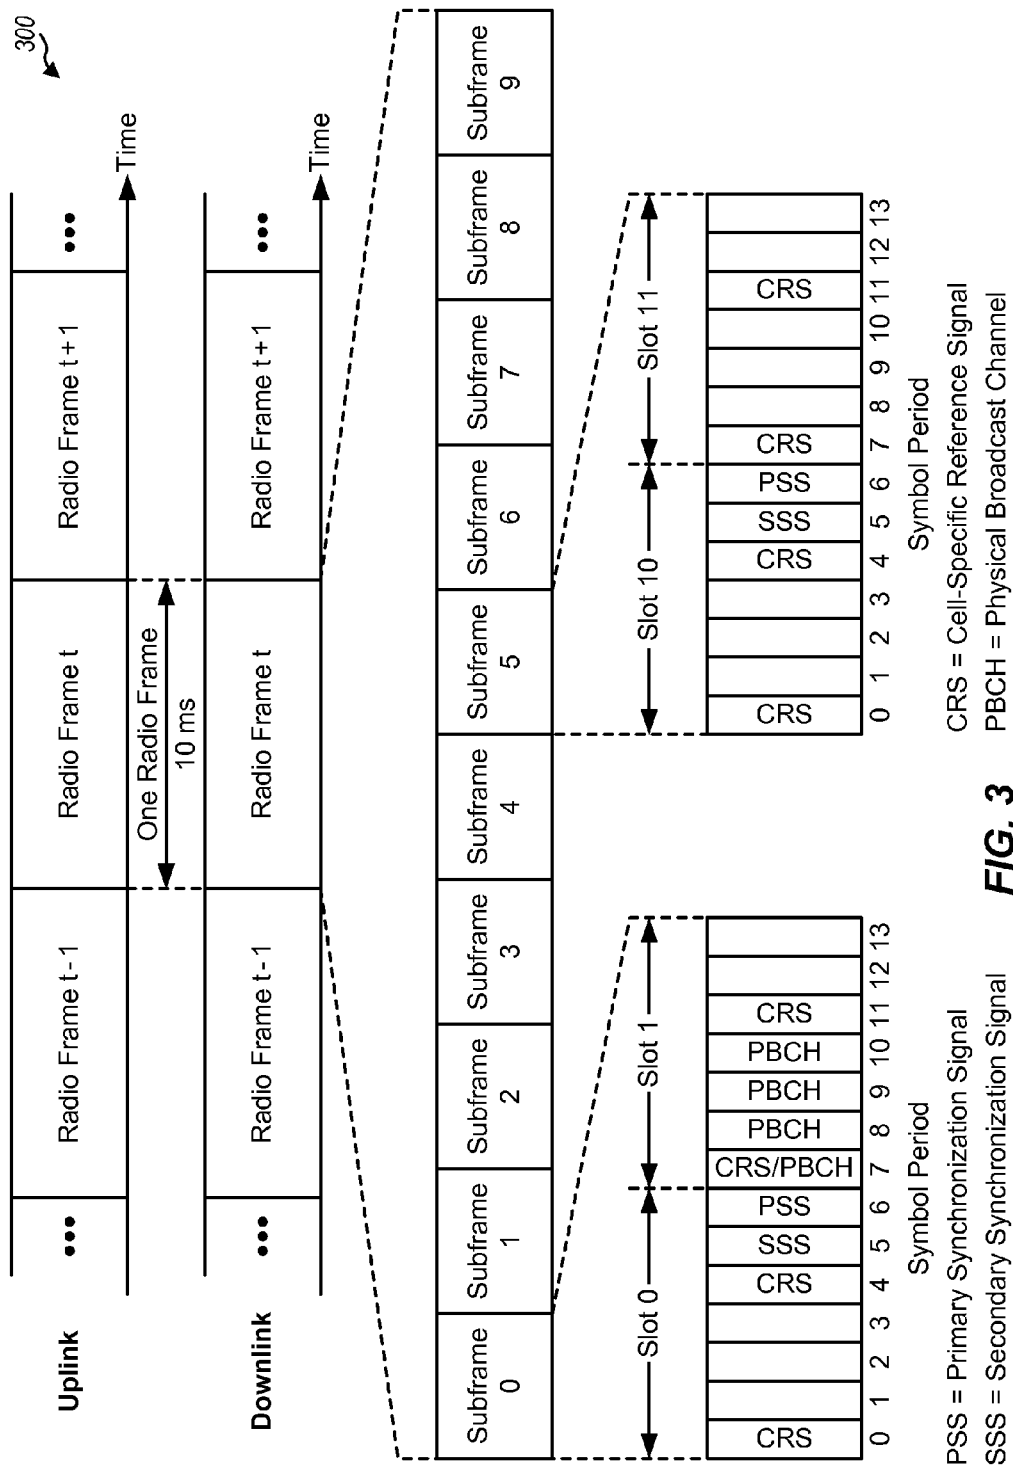 300
Uplink
••• Radio Frame t - 1 Radio Frame t Radio Frame t + 1 •••
Time
One Radio Frame
10 ms
Downlink
••• Radio Frame t - 1 Radio Frame t Radio Frame t + 1 •••
Time
Subframe Subframe Subframe Subframe Subframe Subframe Subframe Subframe Subframe Subframe
0 1 2 3 4 5 6 7 8 9
Slot 0 Slot 1
CRS CRS SSS PSS CRS/PBCH PBCH PBCH PBCH CRS
0 1 2 3 4 5 6 7 8 9 10 11 12 13
Symbol Period
Slot 10 Slot 11
CRS CRS SSS PSS CRS CRS
0 1 2 3 4 5 6 7 8 9 10 11 12 13
Symbol Period
PSS = Primary Synchronization Signal
SSS = Secondary Synchronization Signal
CRS = Cell-Specific Reference Signal
PBCH = Physical Broadcast Channel
FIG. 3